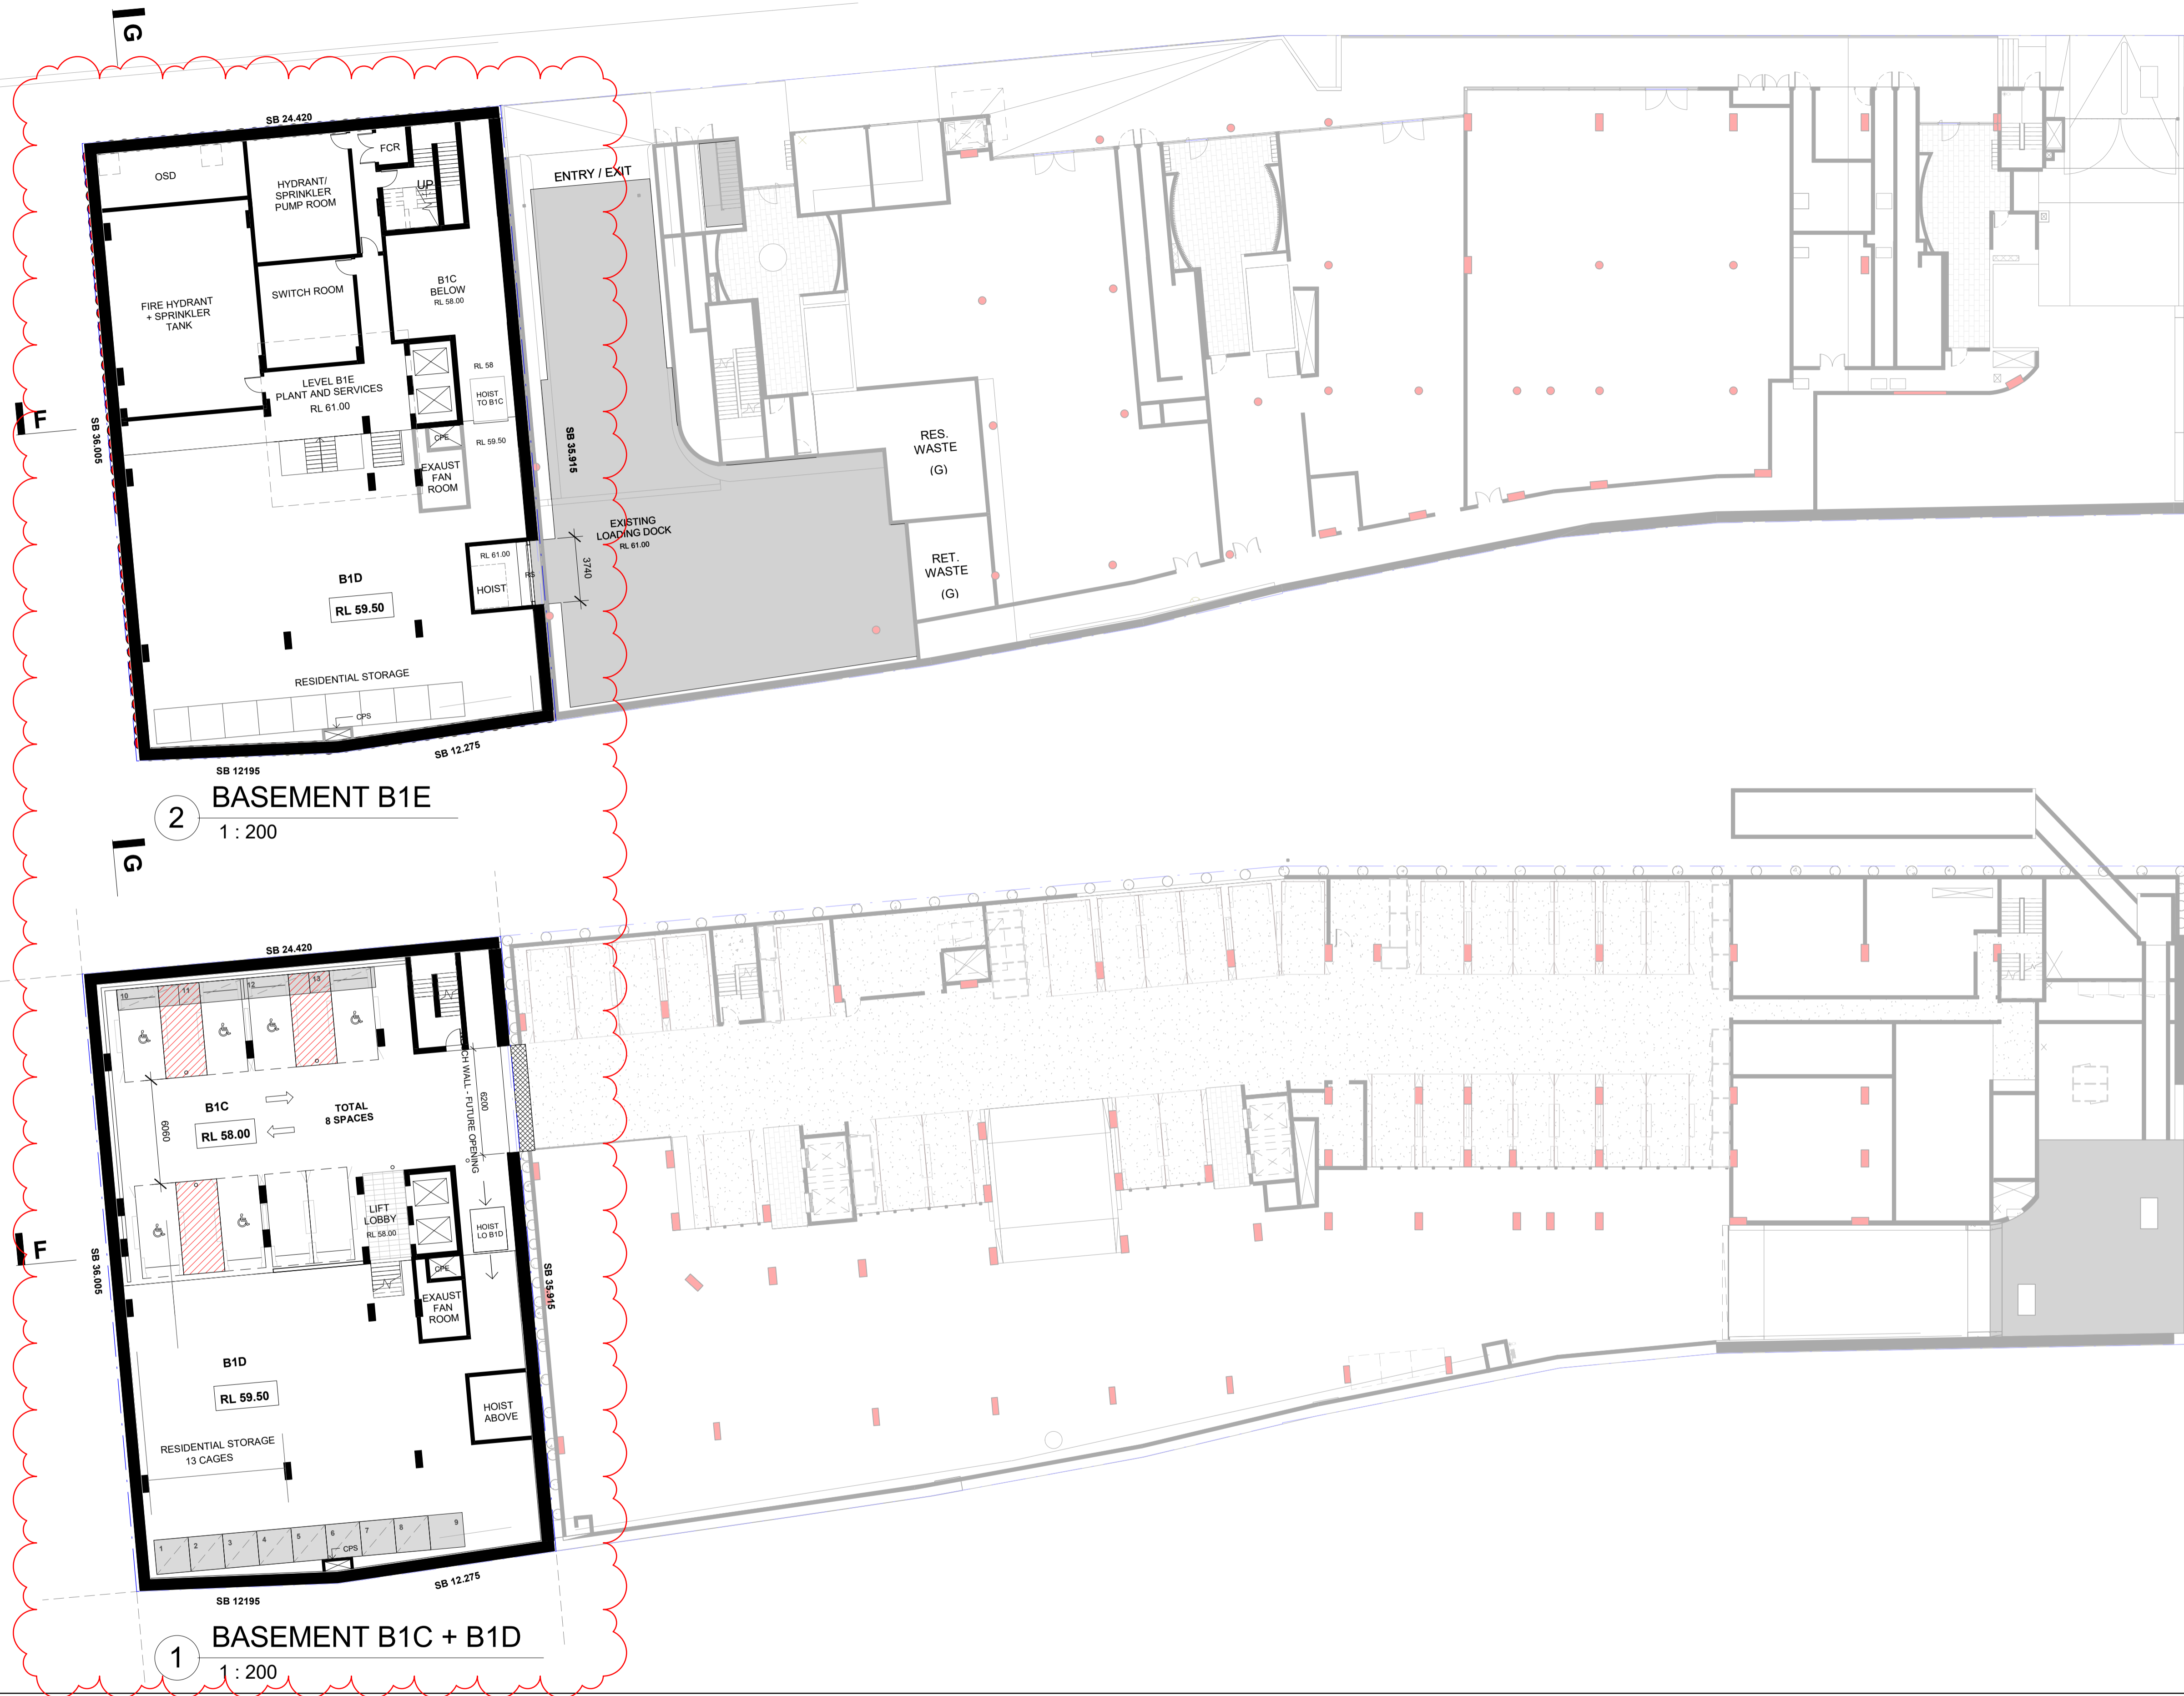 G
SB 24.420
OSD
FCR
HYDRANT/
SPRINKLER
PUMP ROOM
UP
ENTRY / EXIT
FIRE HYDRANT
+ SPRINKLER
TANK
SWITCH ROOM
B1C
BELOW
RL 58.00
LEVEL B1E
PLANT AND SERVICES
RL 61.00
RL 58
HOIST
TO B1C
F
SB 36.005
CPE
RL 59.50
EXAUST
FAN
ROOM
SB 35.915
RES.
WASTE
(G)
EXISTING
LOADING DOCK
RL 61.00
RL 61.00
RS
HOIST
3740
RET.
WASTE
(G)
B1D
RL 59.50
RESIDENTIAL STORAGE
CPS
SB 12.275
SB 12195
2
BASEMENT B1E
1 : 200
G
SB 24.420
10
11
12
13
B1C
RL 58.00
TOTAL
8 SPACES
6060
6200
WALL - FUTURE OPENING
LIFT
LOBBY
RL 58.00
HOIST
LO B1D
F
SB 36.005
CPE
EXAUST
FAN
ROOM
SB 35.915
B1D
RL 59.50
HOIST
ABOVE
RESIDENTIAL STORAGE
13 CAGES
1
2
3
4
5
6
7
8
9
CPS
SB 12.275
SB 12195
1
BASEMENT B1C + B1D
1 : 200